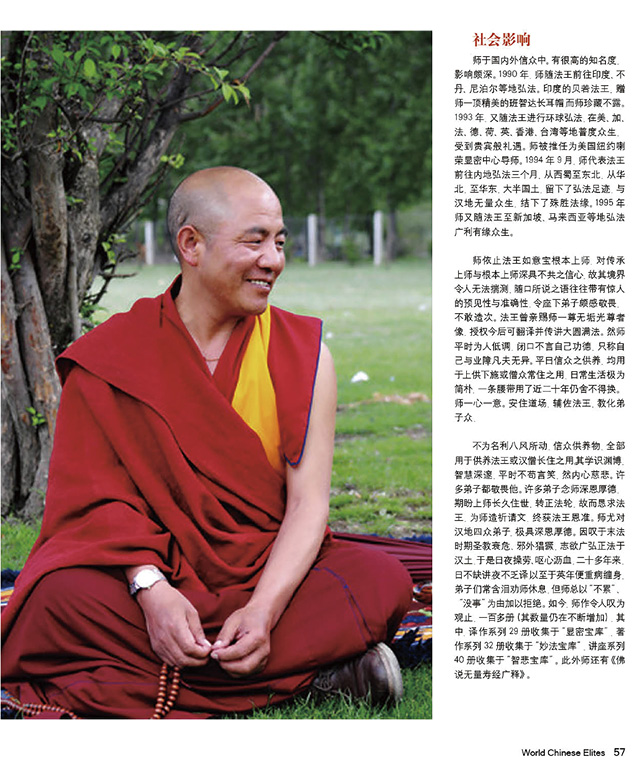 社会影响
师于国内外信众中，有很高的知名度，
影响颇深。1990 年，师随法王前往印度、不
丹、尼泊尔等地弘法。印度的贝若法王，赠
师一顶精美的班智达长耳帽而师珍藏不露。
1993 年，又随法王进行环球弘法，在美、加、
法、德、荷、英、香港、台湾等地普度众生，
受到贵宾般礼遇。师被推任为美国纽约喇
荣显密中心导师。1994 年 9 月，师代表法王
前往内地弘法三个月，从西蜀至东北，从华
北，至华东，大半国土，留下了弘法足迹，与
汉地无量众生，结下了殊胜法缘。1995 年
师又随法王至新加坡、马来西亚等地弘法
广利有缘众生。
师依止法王如意宝根本上师，对传承
上师与根本上师深具不共之信心，故其境界
令人无法揣测，随口所说之语往往带有惊人
的预见性与准确性，令座下弟子颇感敬畏，
不敢造次。法王曾亲赐师一尊无垢光尊者
像，授权今后可翻译并传讲大圆满法。然师
平时为人低调，闭口不言自己功德，只称自
己与业障凡夫无异。平日信众之供养，均用
于上供下施或僧众常住之用，日常生活极为
简朴，一条腰带用了近二十年仍舍不得换。
师一心一意，安住道场，辅佐法王，教化弟
子众。
不为名利八风所动，信众供养物，全部
用于供养法王或汉僧长住之用,其学识渊博，
智慧深邃，平时不苟言笑，然内心慈悲。许
多弟子都敬畏他。许多弟子念师深恩厚德，
期盼上师长久住世，转正法轮，故而恳求法
王，为师造祈请文，终获法王恩准。师尤对
汉地四众弟子，极具深恩厚德。因叹于末法
时期圣教衰危，邪外猖獗，志欲广弘正法于
汉土,于是日夜操劳，呕心沥血，二十多年来，
日不缺讲夜不乏译以至于英年便重病缠身，
弟子们常含泪劝师休息，但师总以“不累”、
“没事”为由加以拒绝。如今，师作令人叹为
观止，一百多册 (其数量仍在不断增加)，其
中，译作系列 29 册收集于“显密宝库”，著
作系列 32 册收集于“妙法宝库”，讲座系列
40 册收集于“智悲宝库”。此外师还有《佛
说无量寿经广释》。
World Chinese Elites 57